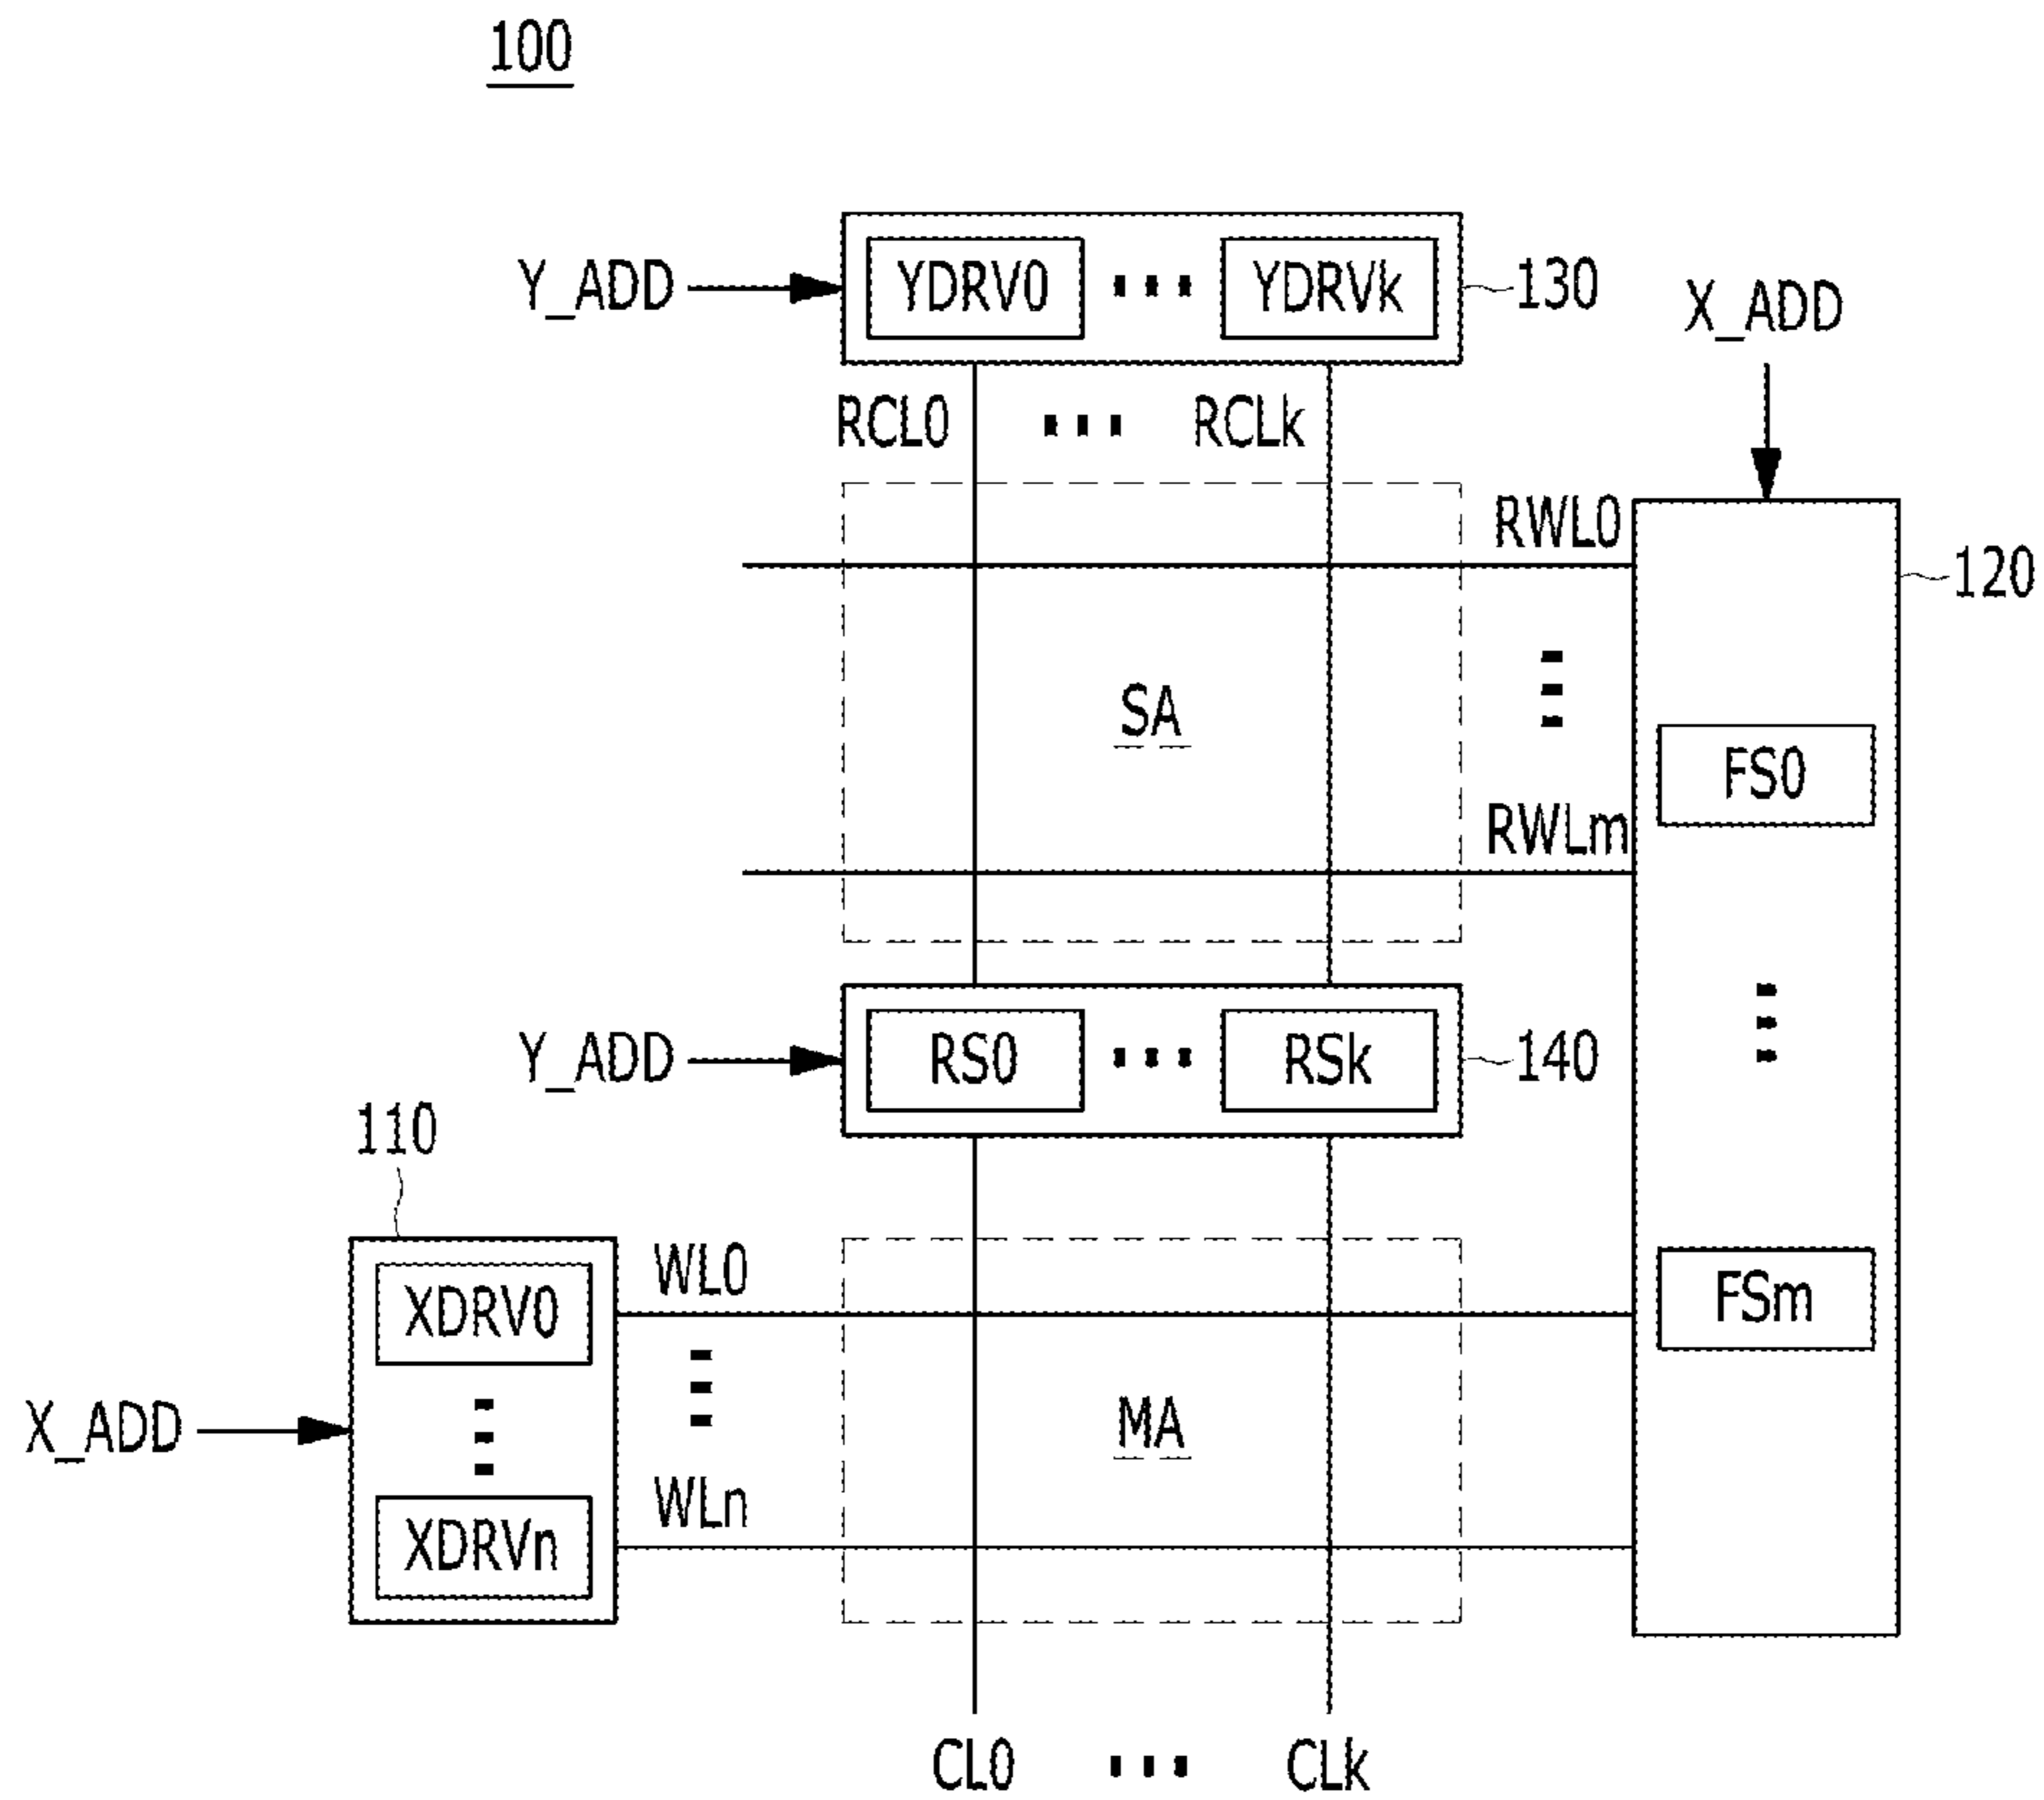 100
Y_ADD YDRV0 ... YDRVk 130
X_ADD
RCL0 ... RCLk
RWL0
120
SA
FS0
RWLm
Y_ADD RS0 ... RSk 140
110
WL0
XDRV0
FSm
X_ADD
MA
WLn
XDRVn
CL0 ... CLk